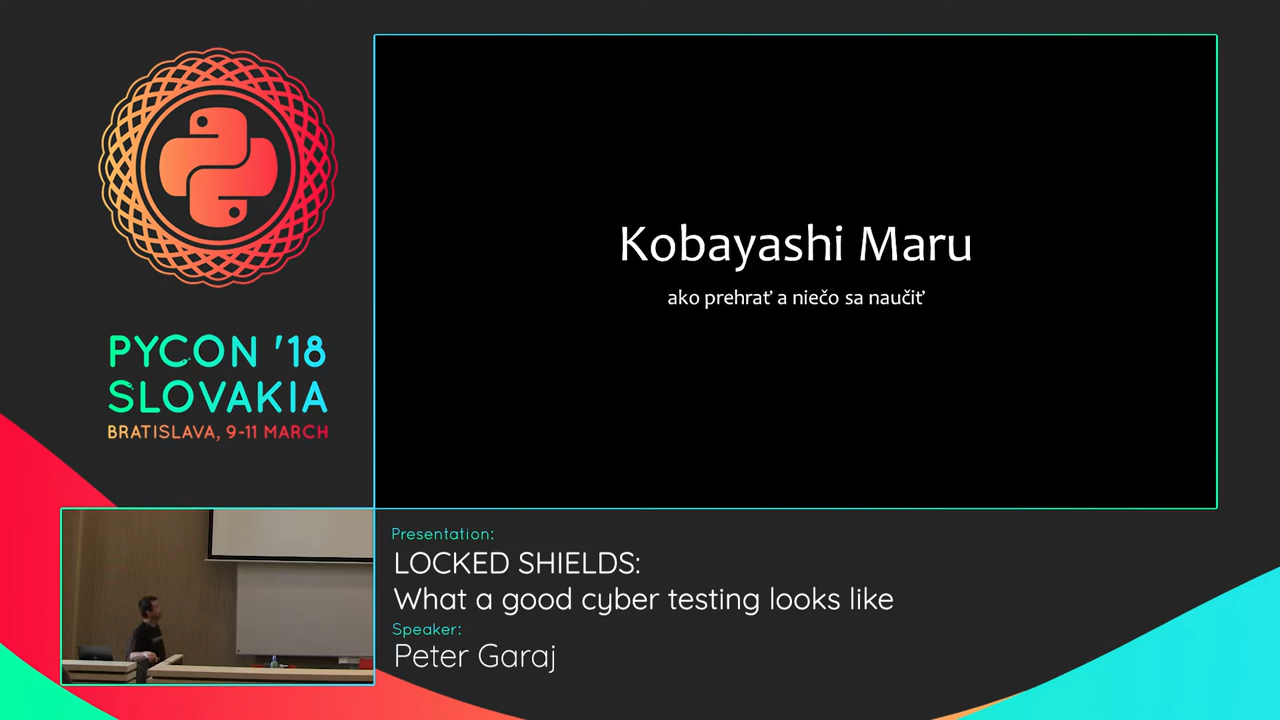 Kobayashi Maru
ako prehrať a niečo sa naučiť
PYCON '18
SLOVAKIA
BRATISLAVA, 9-11 MARCH
Presentation:
LOCKED SHIELDS:
What a good cyber testing looks like
Speaker:
Peter Garaj